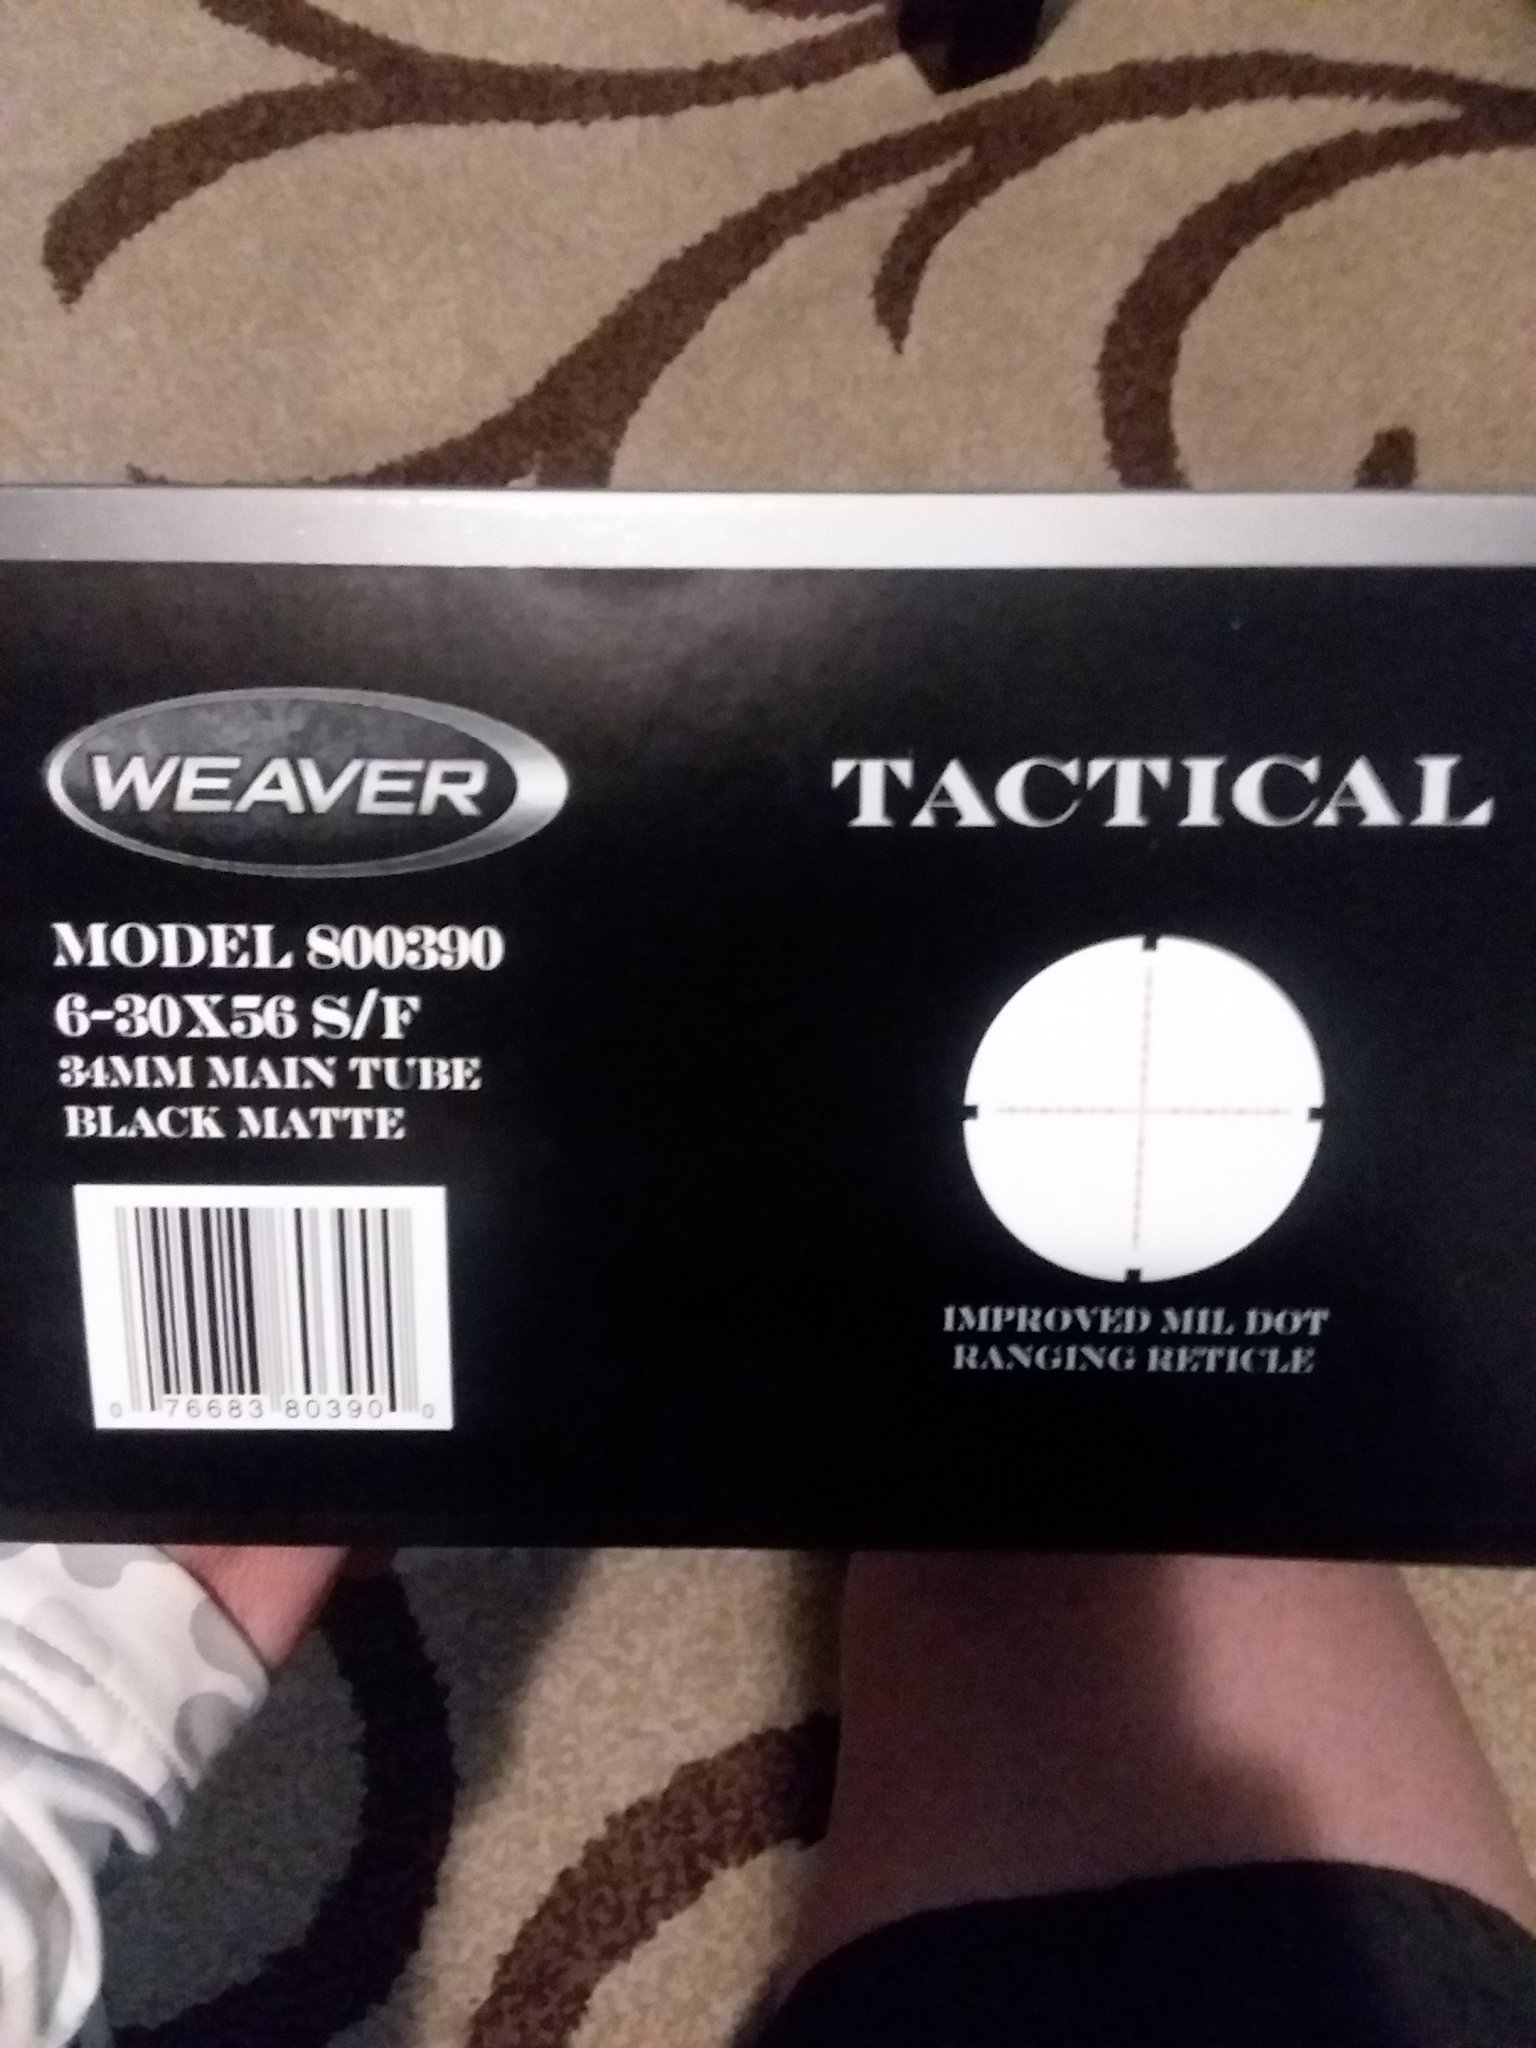 WEAVER
MODEL 800390
6-30X56 S/F
34MM MAIN TUBE
BLACK MATTE
0 76683 80390 0
TACTICAL
IMPROVED MIL DOT
RANGING RETICLE